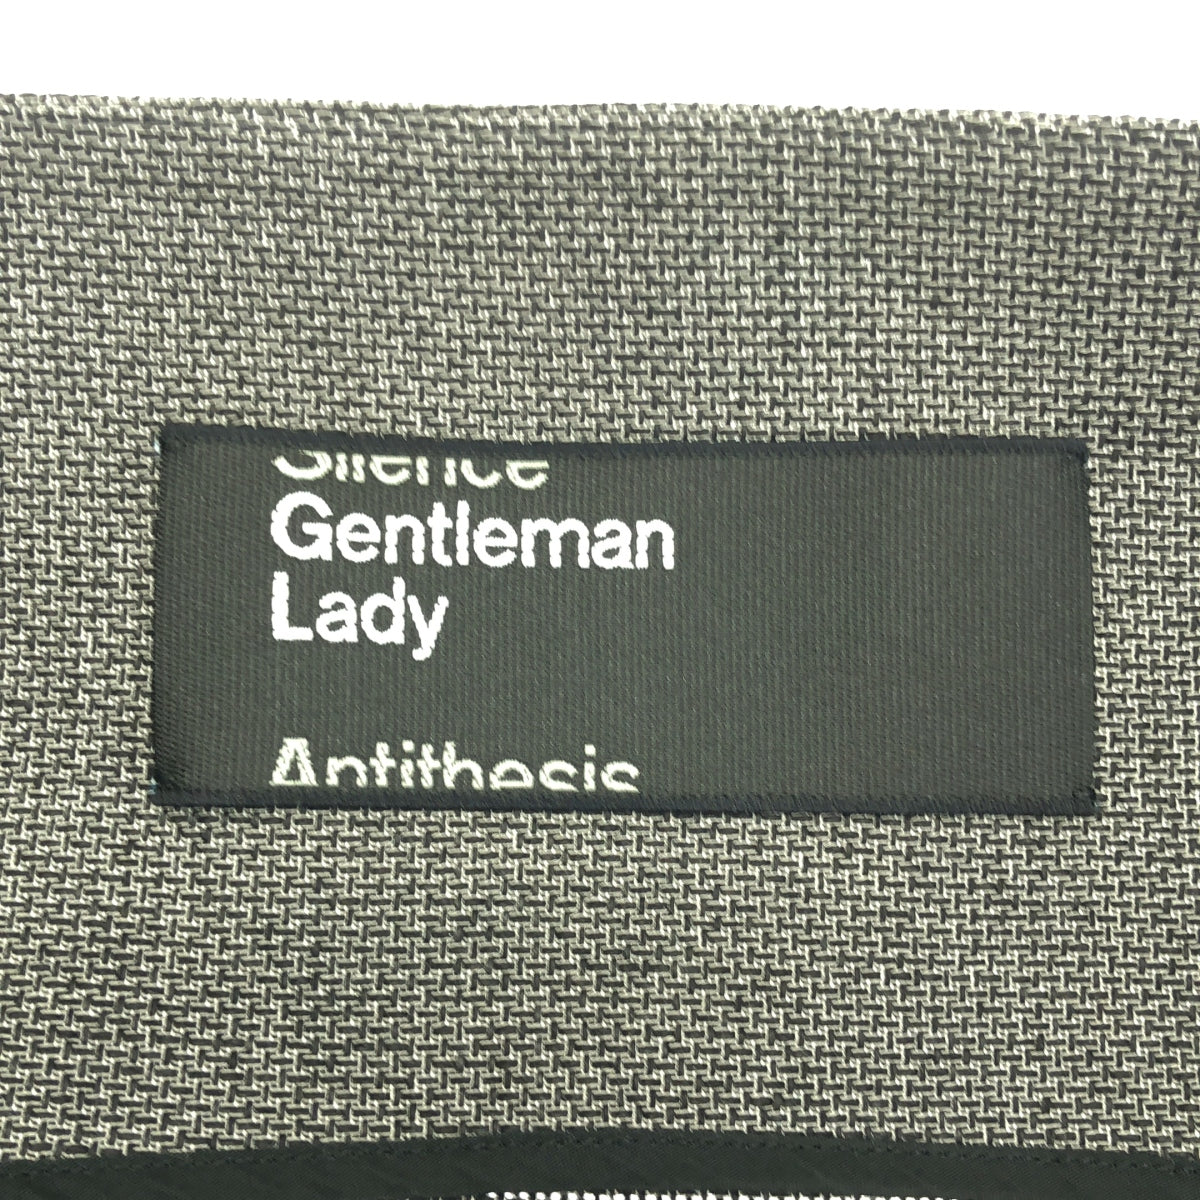 Silence
Gentleman
Lady
Antithesis